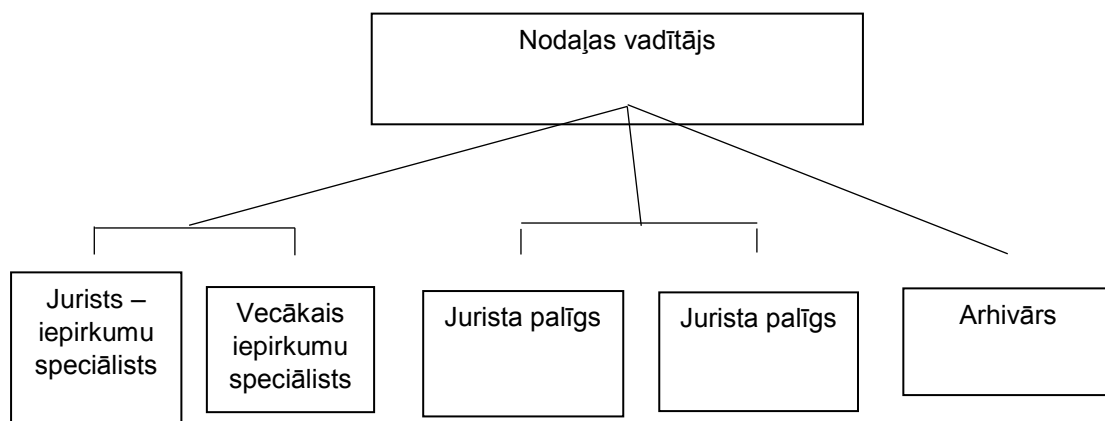 Nodaļas vadītājs
Jurists –
iepirkumu
speciālists
Vecākais
iepirkumu
speciālists
Jurista palīgs
Jurista palīgs
Arhivārs